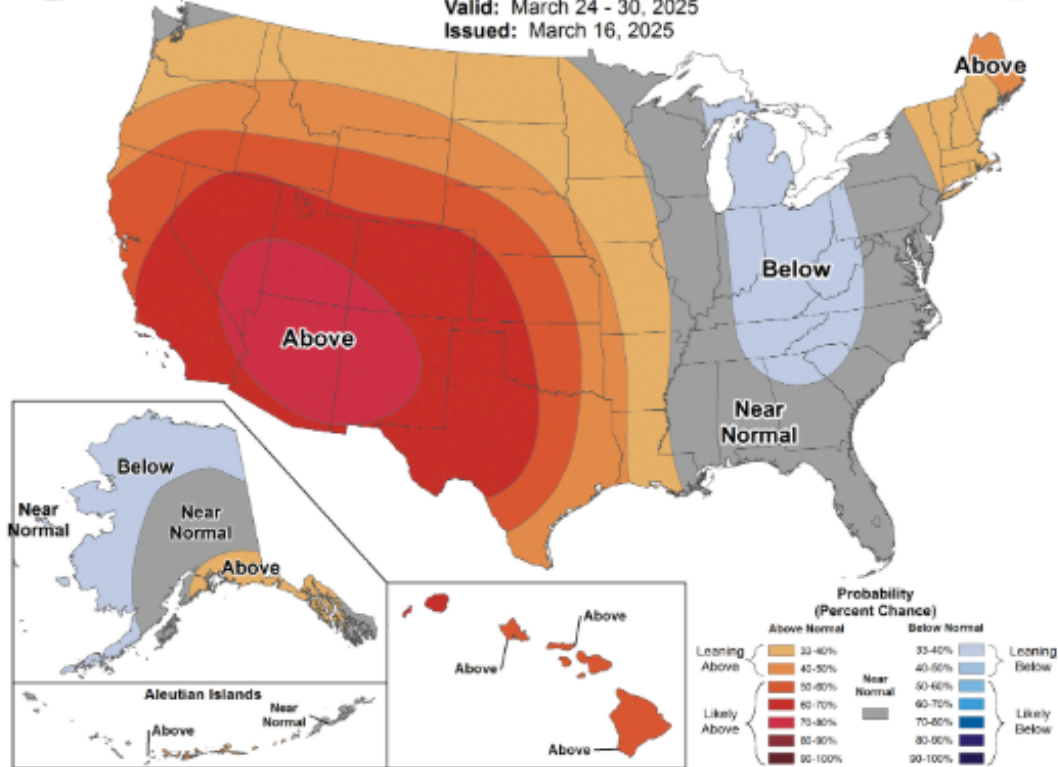 Valid: March 24 - 30, 2025
Issued: March 16, 2025
Above
Below
Above
Near
Normal
Below
Near
Normal
Near
Normal
Above
Aleutian Islands
Near
Normal
Above
Above
Above
Above
Probability
(Percent Chance)
Above Normal Below Normal
Leaning
Above
33-40%
40-50%
Likely
Above
50-60%
60-70%
70-80%
80-90%
90-100%
Near
Normal
33-40%
40-50%
Leaning
Below
50-60%
60-70%
70-80%
80-90%
90-100%
Likely
Below